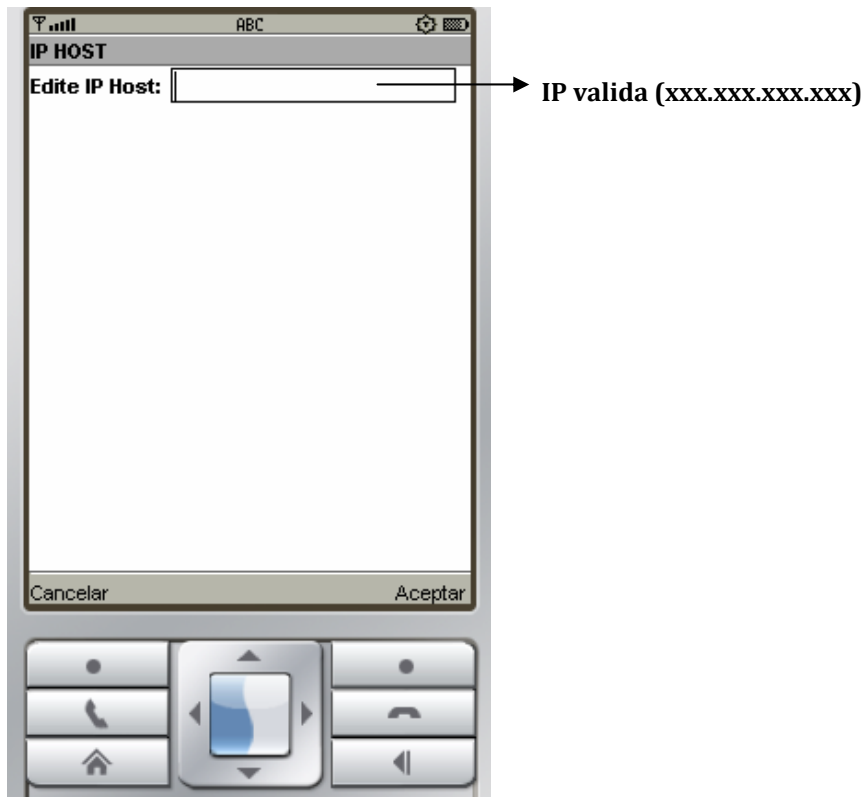 ABC
IP HOST
Edite IP Host:
IP valida (xxx.xxx.xxx.xxx)
Cancelar Aceptar